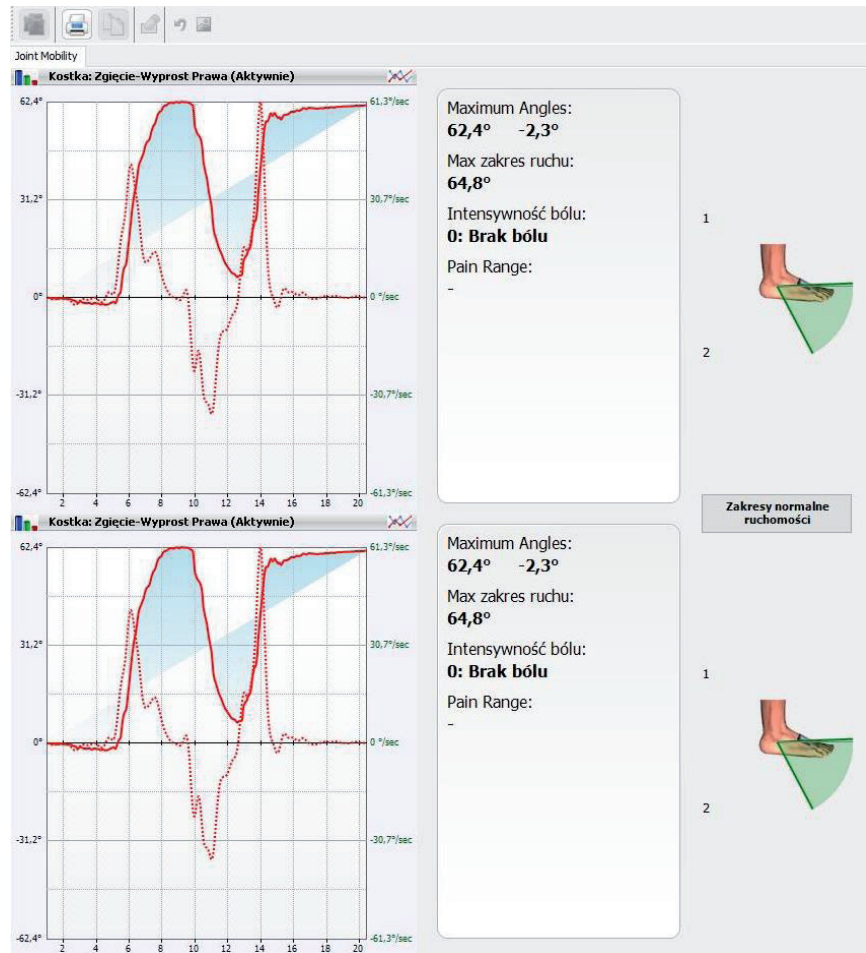 Joint Mobility
Kostka: Zgięcie-Wyprost Prawa (Aktywnie)
62,4° 61,3°/sec
31,2° 30,7°/sec
0° 0 °/sec
-31,2° -30,7°/sec
-62,4° -61,3°/sec
2 4 6 8 10 12 14 16 18 20
Maximum Angles:
62,4° -2,3°
Max zakres ruchu:
64,8°
Intensywność bólu:
0: Brak bólu
Pain Range:
-
1
2
Zakresy normalne
ruchomości
Kostka: Zgięcie-Wyprost Prawa (Aktywnie)
62,4° 61,3°/sec
31,2° 30,7°/sec
0° 0 °/sec
-31,2° -30,7°/sec
-62,4° -61,3°/sec
2 4 6 8 10 12 14 16 18 20
Maximum Angles:
62,4° -2,3°
Max zakres ruchu:
64,8°
Intensywność bólu:
0: Brak bólu
Pain Range:
-
1
2